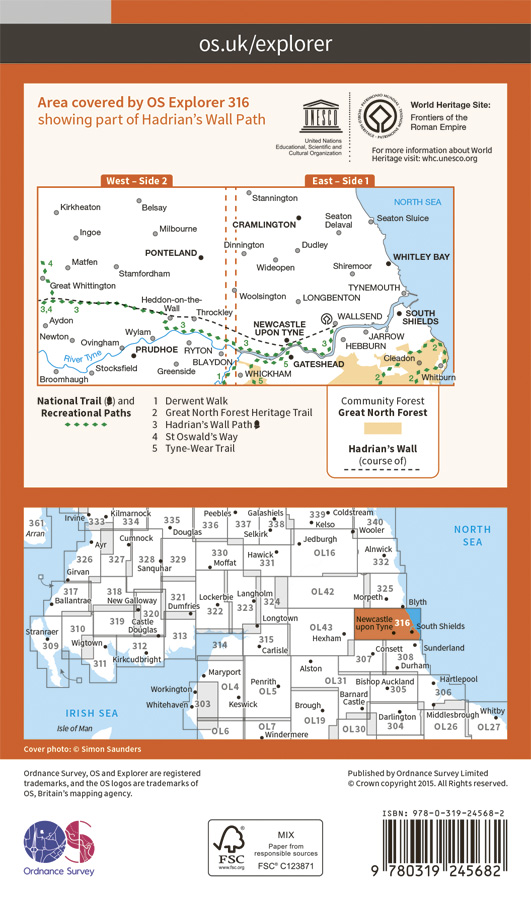 os.uk/explorer
Area covered by OS Explorer 316
showing part of Hadrian's Wall Path
UNESCO
United Nations
Educational, Scientific and
Cultural Organization
WORLD HERITAGE • PATRIMOINE MONDIAL • PATRIMONIO MUNDIAL
World Heritage Site:
Frontiers of the
Roman Empire
For more information about World
Heritage visit: whc.unesco.org
West – Side 2
East – Side 1
Kirkheaton
Belsay
Stannington
NORTH SEA
Ingoe
Milbourne
CRAMLINGTON
Seaton
Delaval
Seaton Sluice
PONTELAND
Dinnington
Dudley
WHITLEY BAY
Matfen
Stamfordham
Wideopen
Shiremoor
4
Great Whittington
Woolsington
LONGBENTON
TYNEMOUTH
3,4
3
Heddon-on-the-
Wall
Throckley
WALLSEND
SOUTH
SHIELDS
Aydon
3
NEWCASTLE
UPON TYNE
3
JARROW
Newton
Ovingham
Wylam
RYTON
3
HEBBURN
River Tyne
PRUDHOE
BLAYDON
5
GATESHEAD
Cleadon
2
Broomhaugh
Stocksfield
Greenside
1
WHICKHAM
5
2
2
Whitburn
National Trail ( ) and
Recreational Paths
1 Derwent Walk
2 Great North Forest Heritage Trail
3 Hadrian's Wall Path
4 St Oswald's Way
5 Tyne-Wear Trail
Community Forest
Great North Forest
Hadrian's Wall
(course of)
361
Arran
Irvine
333
Kilmarnock
334
335
Douglas
Peebles
336
337
Galashiels
338
Selkirk
339
Coldstream
Kelso
340
Wooler
NORTH
SEA
Ayr
326
Cumnock
327
328
Sanquhar
329
330
Moffat
Hawick
331
Jedburgh
OL16
Alnwick
332
Girvan
317
Ballantrae
318
New Galloway
319
320
Castle
Douglas
321
Dumfries
Lockerbie
322
Langholm
323
324
OL42
325
Morpeth
Blyth
Stranraer
309
310
Wigtown
311
312
Kirkcudbright
313
314
Longtown
315
Carlisle
OL43
Hexham
Newcastle
upon Tyne
316
South Shields
Sunderland
307
Consett
308
Durham
Maryport
Workington
Whitehaven
303
OL4
Keswick
Penrith
OL5
Alston
OL31
Bishop Auckland
305
Hartlepool
306
Brough
OL19
Barnard
Castle
OL30
Darlington
304
Middlesbrough
OL26
Whitby
OL27
IRISH SEA
Isle of Man
OL6
OL7
Windermere
Cover photo: © Simon Saunders
Ordnance Survey, OS and Explorer are registered
trademarks, and the OS logos are trademarks of
OS, Britain's mapping agency.
Published by Ordnance Survey Limited
© Crown copyright 2015. All Rights reserved.
Ordnance Survey
FSC
www.fsc.org
MIX
Paper from
responsible sources
FSC® C123871
ISBN: 978-0-319-24568-2
9 780319 245682